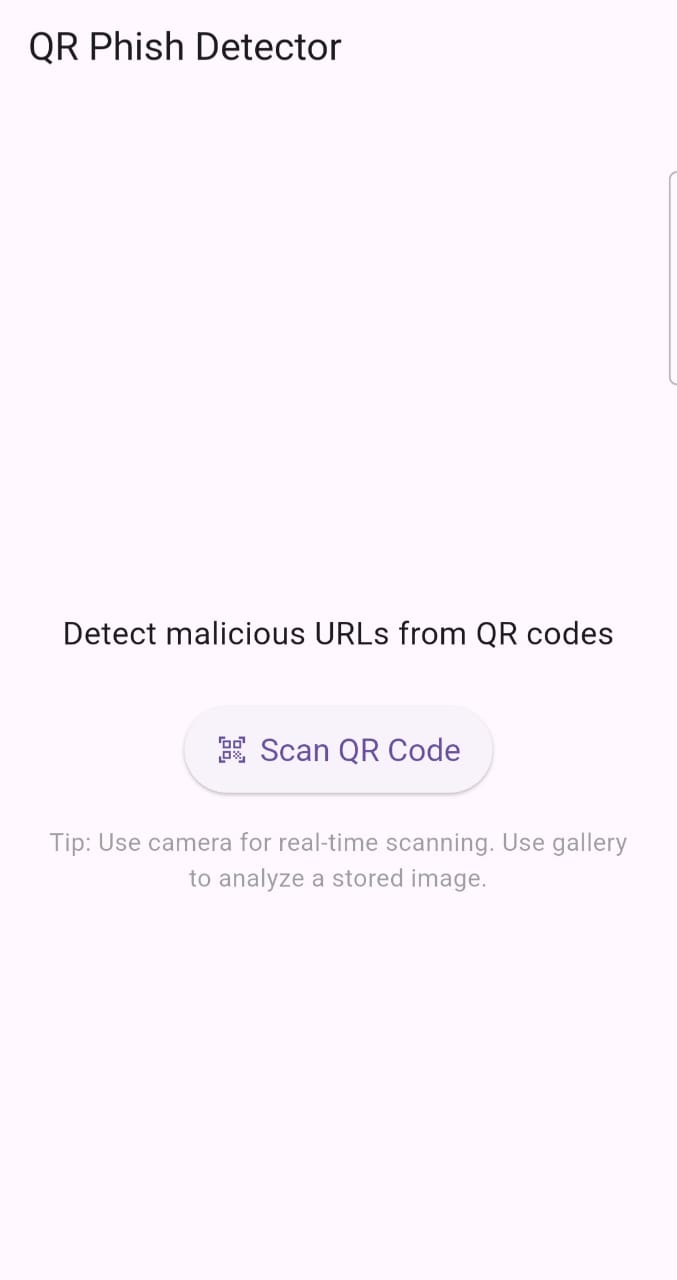 QR Phish Detector
Detect malicious URLs from QR codes
Scan QR Code
Tip: Use camera for real-time scanning. Use gallery
to analyze a stored image.